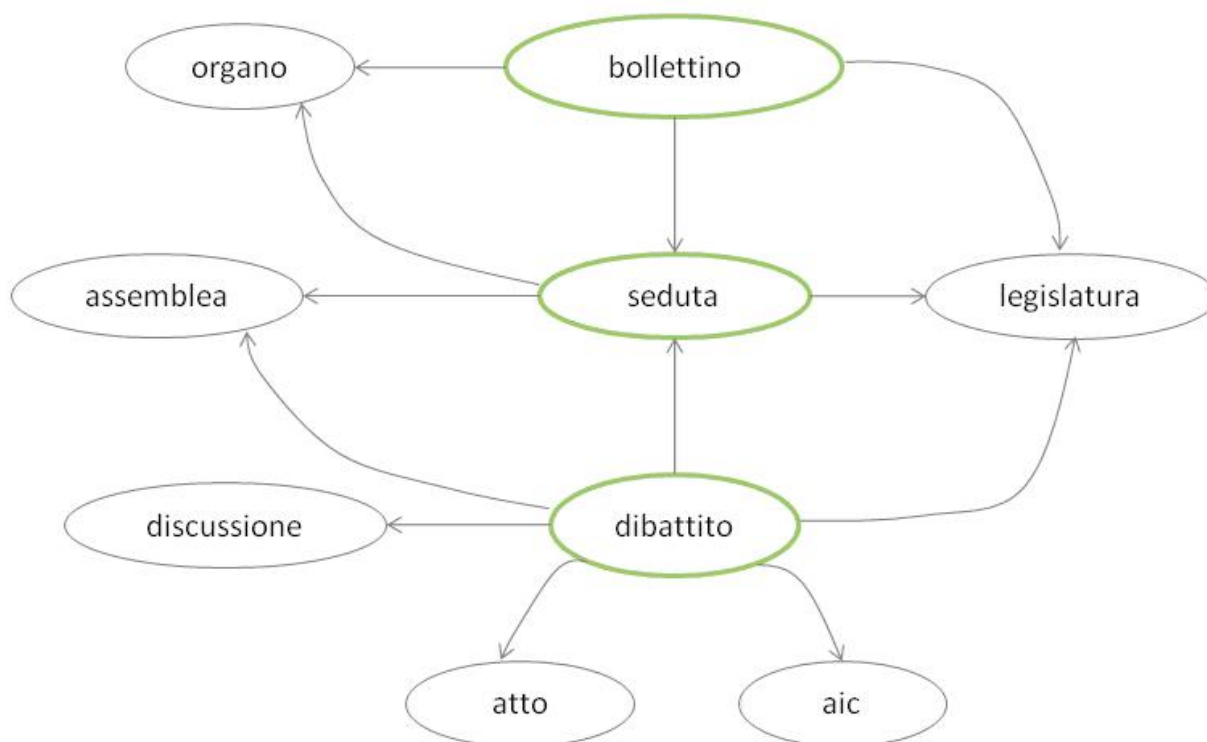 organo
bollettino
assemblea
seduta
legislatura
discussione
dibattito
atto
aic